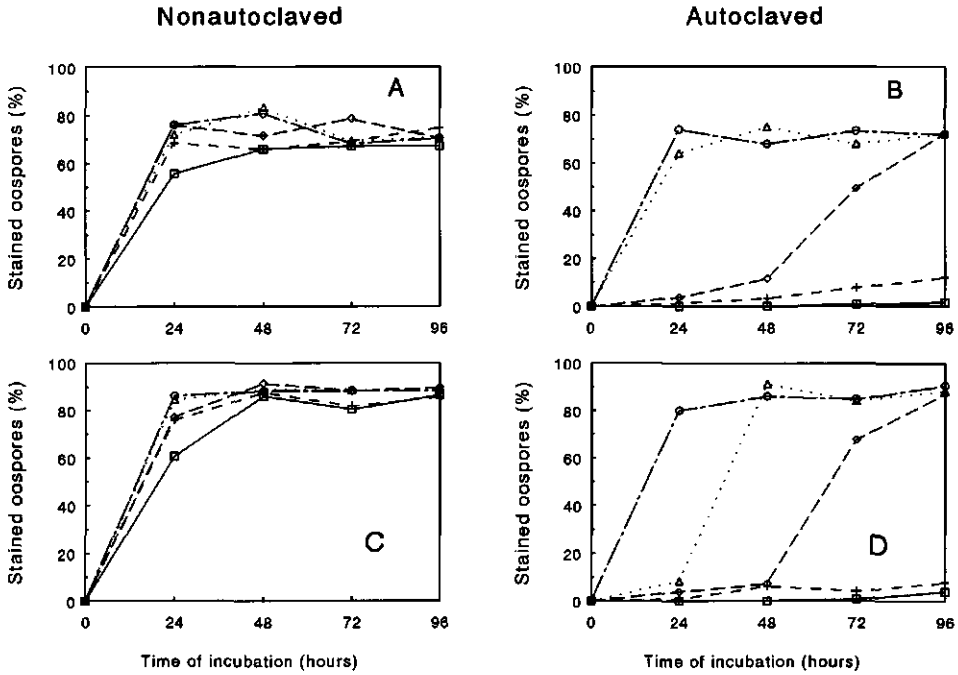 Nonautoclaved
Autoclaved
100
80
60
40
20
0
Stained oospores (%)
A
0 24 48 72 96
100
80
60
40
20
0
Stained oospores (%)
B
0 24 48 72 96
100
80
60
40
20
0
Stained oospores (%)
C
0 24 48 72 96
Time of incubation (hours)
100
80
60
40
20
0
Stained oospores (%)
D
0 24 48 72 96
Time of incubation (hours)